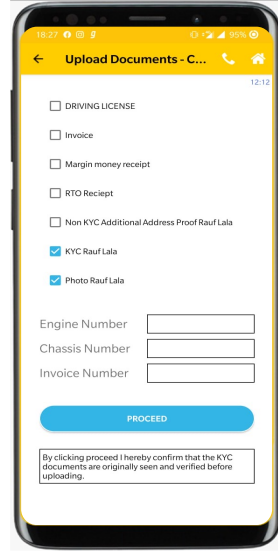 18:27
95%
Upload Documents - C...
12:12
DRIVING LICENSE
Invoice
Margin money receipt
RTO Reciept
Non KYC Additional Address Proof Rauf Lala
KYC Rauf Lala
Photo Rauf Lala
Engine Number
Chassis Number
Invoice Number
PROCEED
By clicking proceed I hereby confirm that the KYC
documents are originally seen and verified before
uploading.